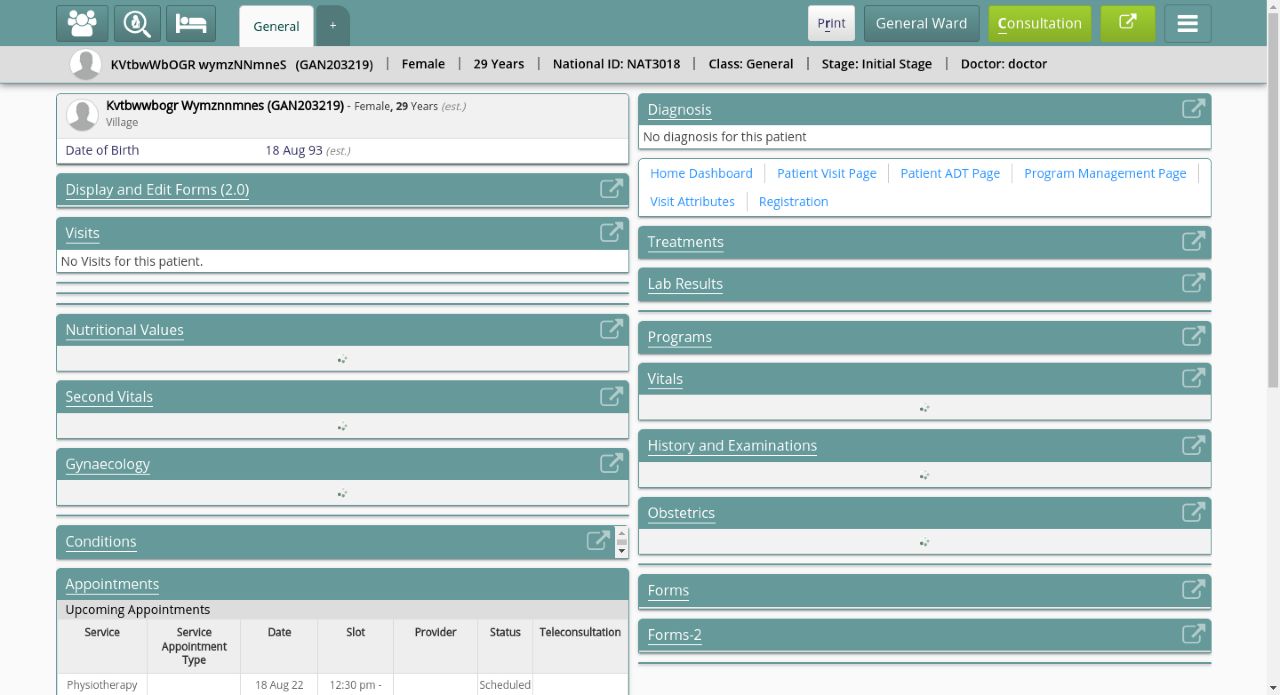 General
+
Print
General Ward
Consultation
KVtbwWbOGR wymzNNmneS (GAN203219) | Female | 29 Years | National ID: NAT3018 | Class: General | Stage: Initial Stage | Doctor: doctor
Kvtbwwbogr Wymznnmnes (GAN203219) - Female, 29 Years (est.)
Village
Date of Birth 18 Aug 93 (est.)
Display and Edit Forms (2.0)
Visits
No Visits for this patient.
Nutritional Values
Second Vitals
Gynaecology
Conditions
Appointments
Upcoming Appointments
Service Service Appointment Type Date Slot Provider Status Teleconsultation
Physiotherapy 18 Aug 22 12:30 pm - Scheduled
Diagnosis
No diagnosis for this patient
Home Dashboard Patient Visit Page Patient ADT Page Program Management Page
Visit Attributes Registration
Treatments
Lab Results
Programs
Vitals
History and Examinations
Obstetrics
Forms
Forms-2